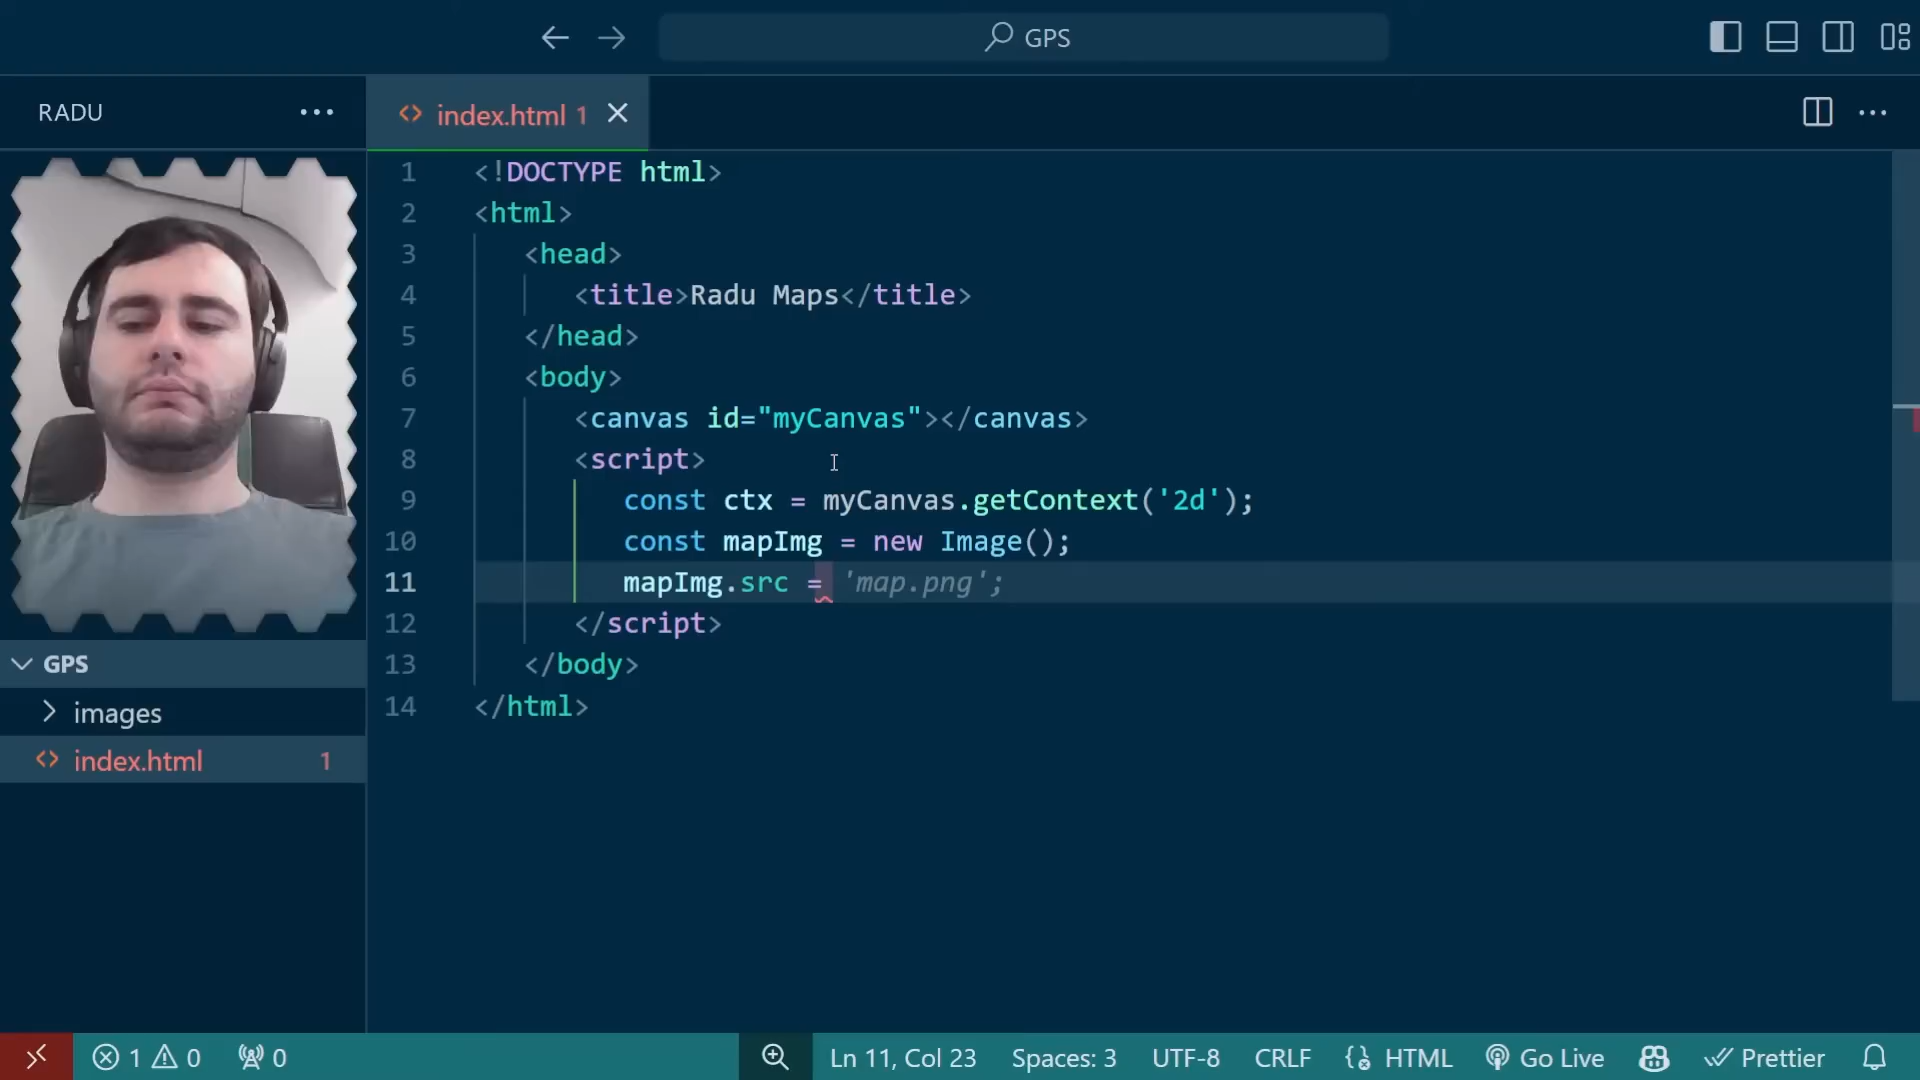 GPS
RADU
index.html 1
1 <!DOCTYPE html>
2 <html>
3 <head>
4 <title>Radu Maps</title>
5 </head>
6 <body>
7 <canvas id="myCanvas"></canvas>
8 <script>
9 const ctx = myCanvas.getContext('2d');
10 const mapImg = new Image();
11 mapImg.src = 'map.png';
12 </script>
13 </body>
14 </html>
GPS
images
index.html 1
1 0 0 Ln 11, Col 23 Spaces: 3 UTF-8 CRLF HTML Go Live Prettier